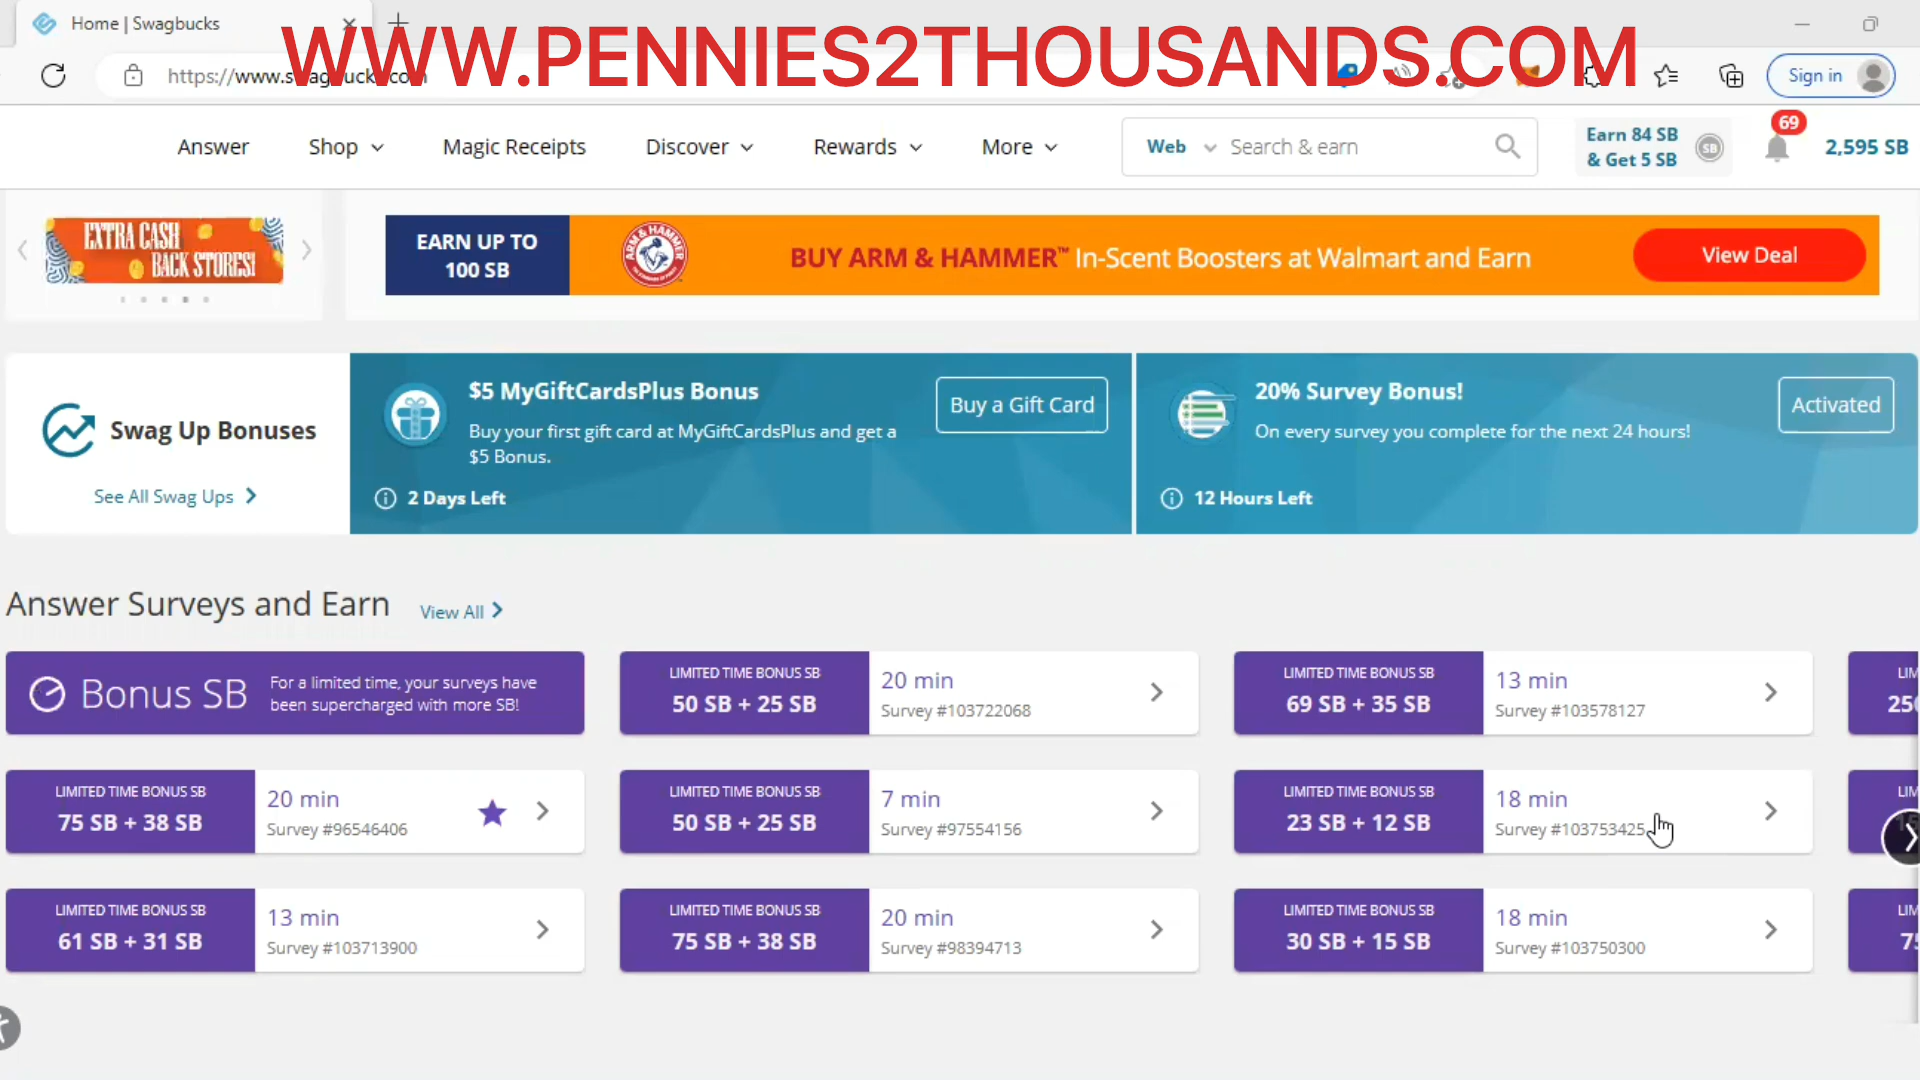 Home | Swagbucks
WWW.PENNIES2THOUSANDS.COM
https://www.swagbucks.com
Sign in
Answer
Shop
Magic Receipts
Discover
Rewards
More
Web
Search & earn
Earn 84 SB
& Get 5 SB
SB
69
2,595 SB
EXTRA CASH
BACK STORES!
EARN UP TO
100 SB
ARM & HAMMER
BUY ARM & HAMMER™ In-Scent Boosters at Walmart and Earn
View Deal
Swag Up Bonuses
See All Swag Ups
$5 MyGiftCardsPlus Bonus
Buy your first gift card at MyGiftCardsPlus and get a
$5 Bonus.
Buy a Gift Card
2 Days Left
20% Survey Bonus!
On every survey you complete for the next 24 hours!
Activated
12 Hours Left
Answer Surveys and Earn
View All
Bonus SB
For a limited time, your surveys have
been supercharged with more SB!
LIMITED TIME BONUS SB
50 SB + 25 SB
20 min
Survey #103722068
LIMITED TIME BONUS SB
69 SB + 35 SB
13 min
Survey #103578127
LIMITED TIME BONUS SB
75 SB + 38 SB
20 min
Survey #96546406
LIMITED TIME BONUS SB
50 SB + 25 SB
7 min
Survey #97554156
LIMITED TIME BONUS SB
23 SB + 12 SB
18 min
Survey #103753425
LIMITED TIME BONUS SB
61 SB + 31 SB
13 min
Survey #103713900
LIMITED TIME BONUS SB
75 SB + 38 SB
20 min
Survey #98394713
LIMITED TIME BONUS SB
30 SB + 15 SB
18 min
Survey #103750300